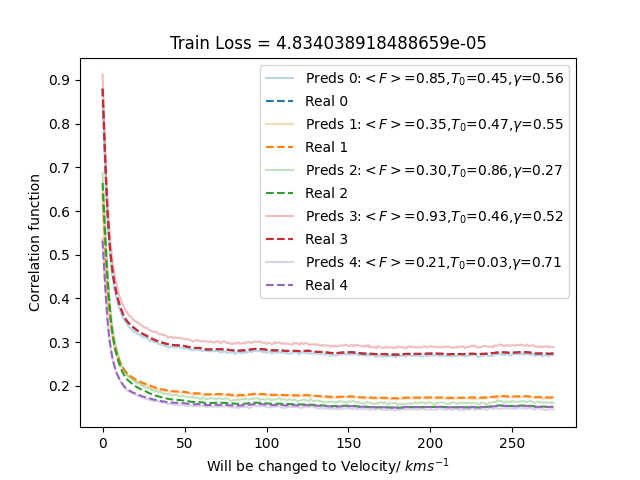 Train Loss = 4.834038918488659e-05
Correlation function
0.9
0.8
0.7
0.6
0.5
0.4
0.3
0.2
Preds 0: < F > =0.85,T₀=0.45,γ=0.56
Real 0
Preds 1: < F > =0.35,T₀=0.47,γ=0.55
Real 1
Preds 2: < F > =0.30,T₀=0.86,γ=0.27
Real 2
Preds 3: < F > =0.93,T₀=0.46,γ=0.52
Real 3
Preds 4: < F > =0.21,T₀=0.03,γ=0.71
Real 4
0 50 100 150 200 250
Will be changed to Velocity/ kms⁻¹